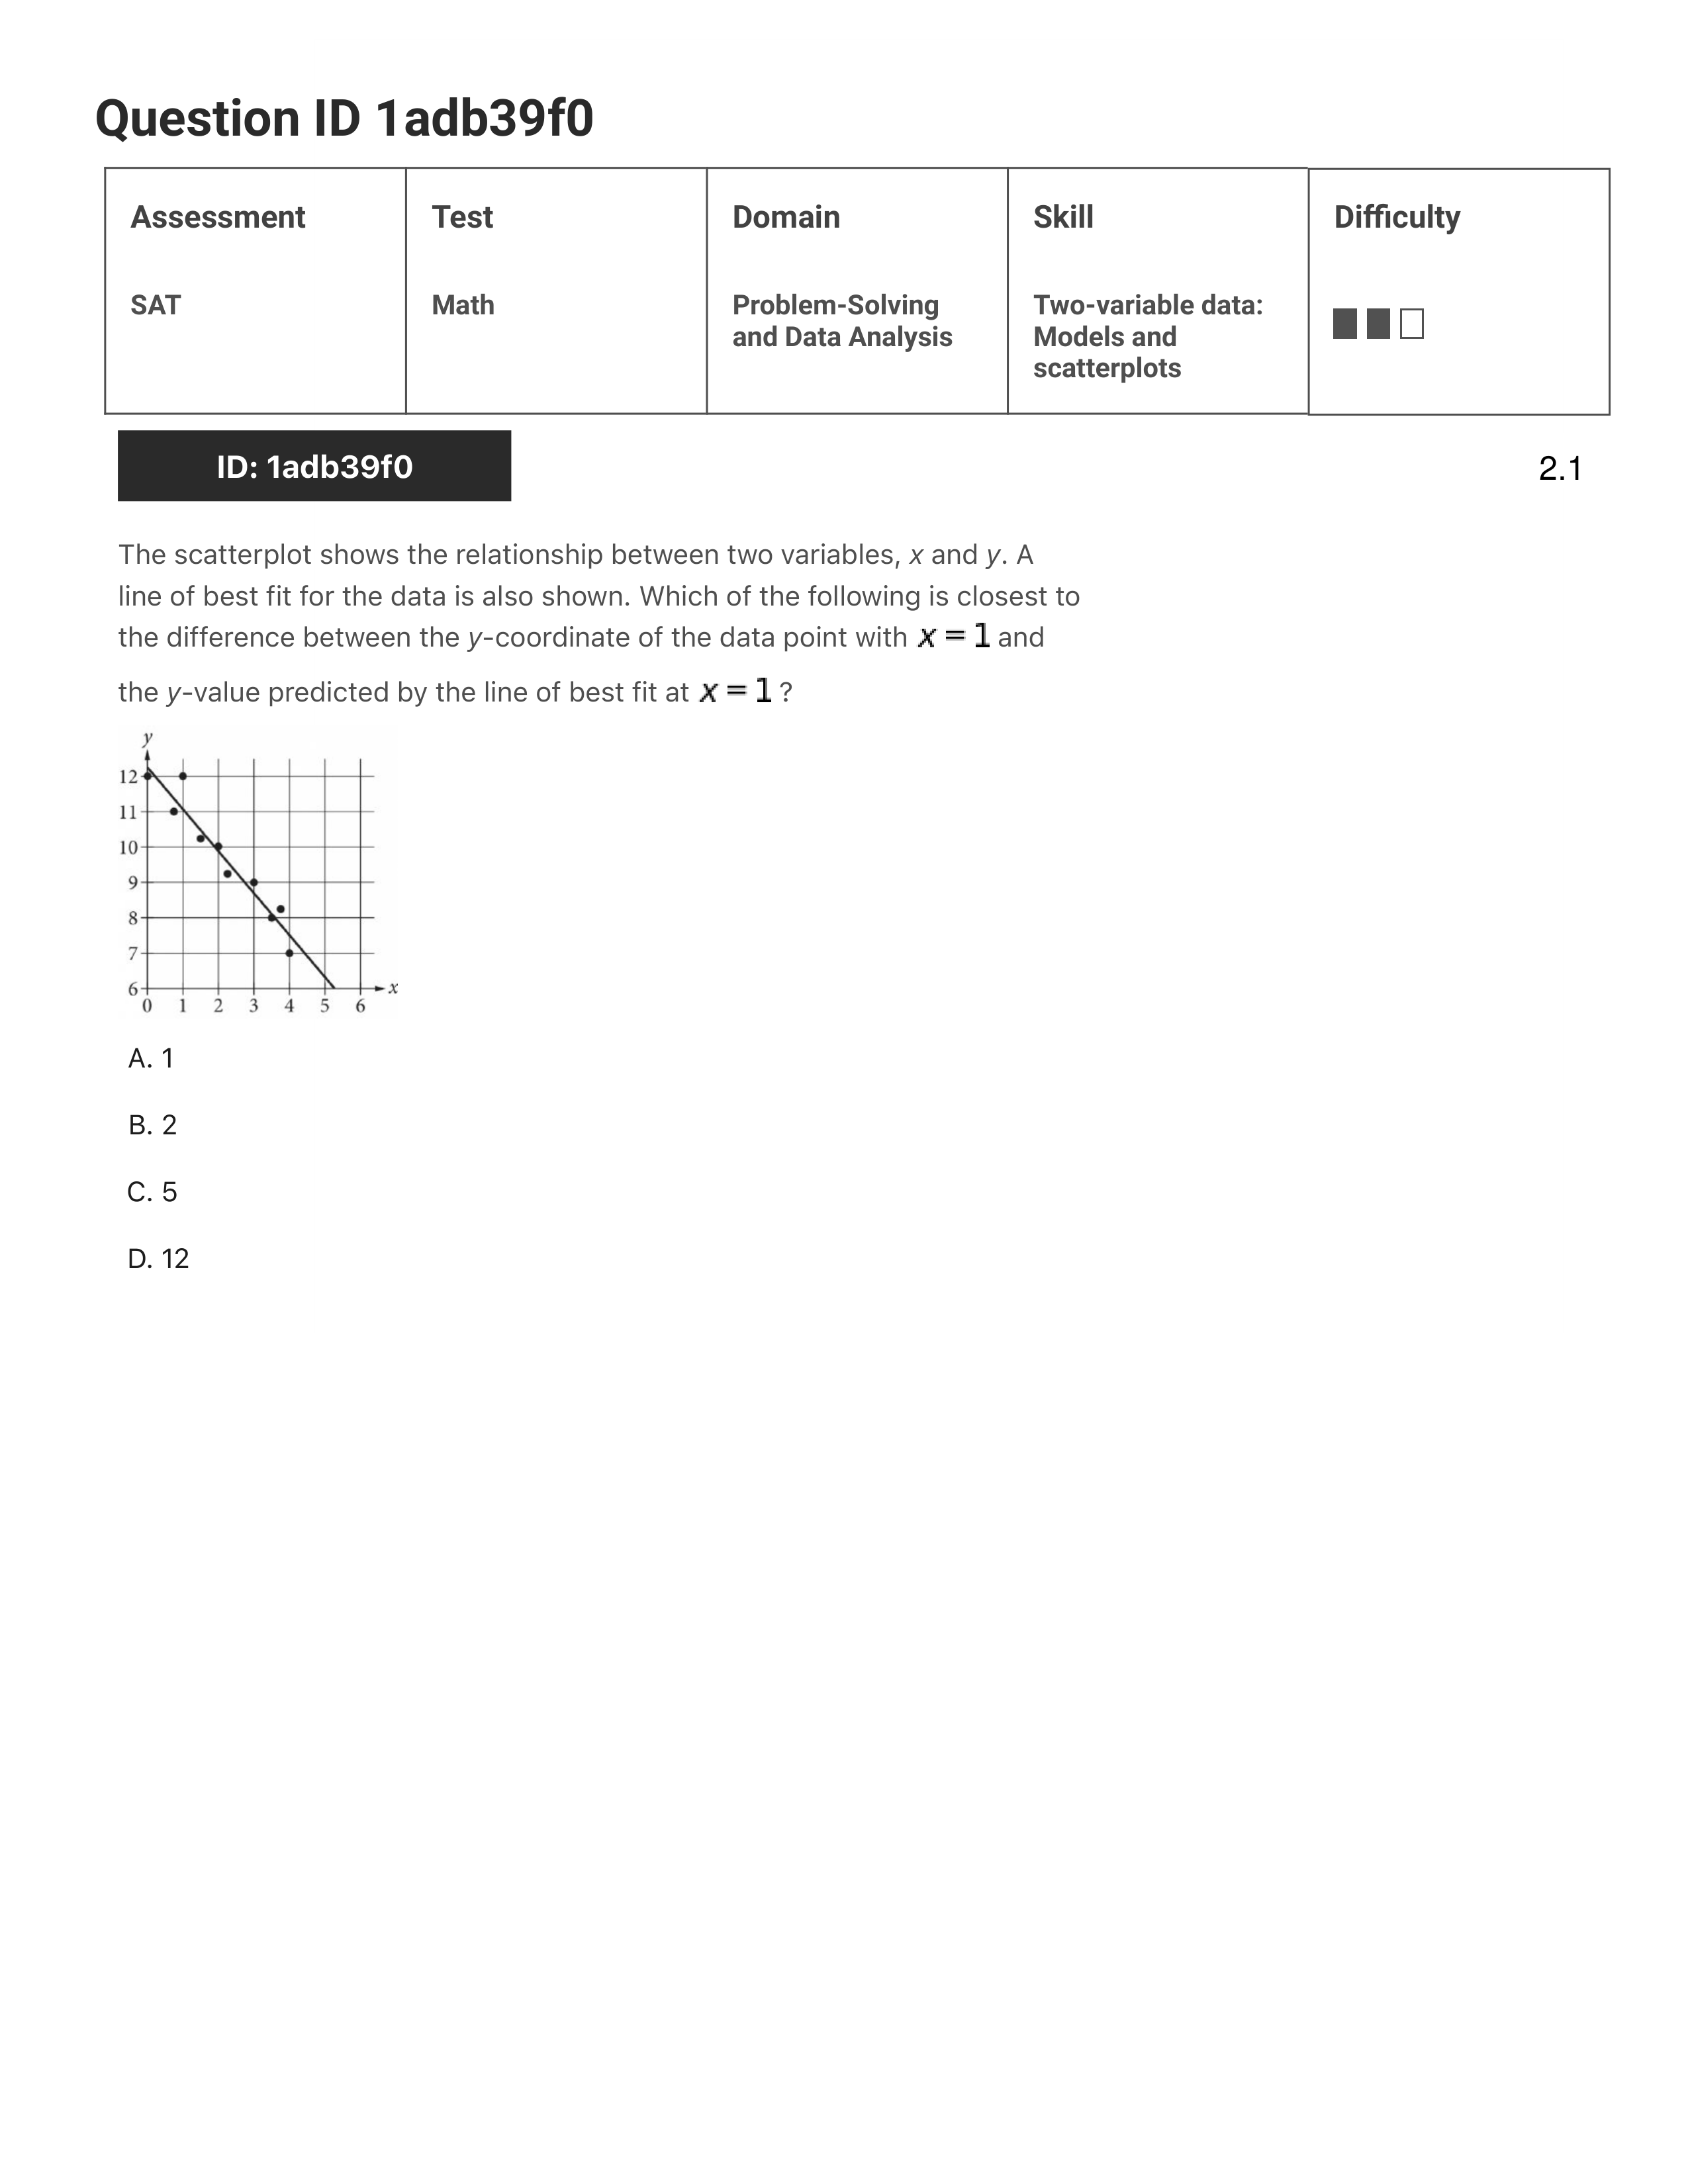 Question ID 1adb39f0
Assessment
Test
Domain
Skill
Difficulty
SAT
Math
Problem-Solving
and Data Analysis
Two-variable data:
Models and
scatterplots
ID: 1adb39f0
2.1
The scatterplot shows the relationship between two variables, x and y. A
line of best fit for the data is also shown. Which of the following is closest to
the difference between the y-coordinate of the data point with x = 1 and
the y-value predicted by the line of best fit at x = 1 ?
y
12
11
10
9
8
7
6
x
0 1 2 3 4 5 6
A. 1
B. 2
C. 5
D. 12